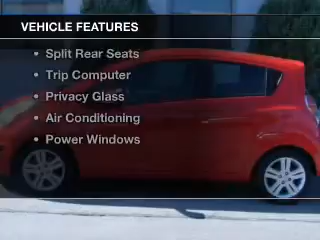 VEHICLE FEATURES
• Split Rear Seats
• Trip Computer
• Privacy Glass
• Air Conditioning
• Power Windows